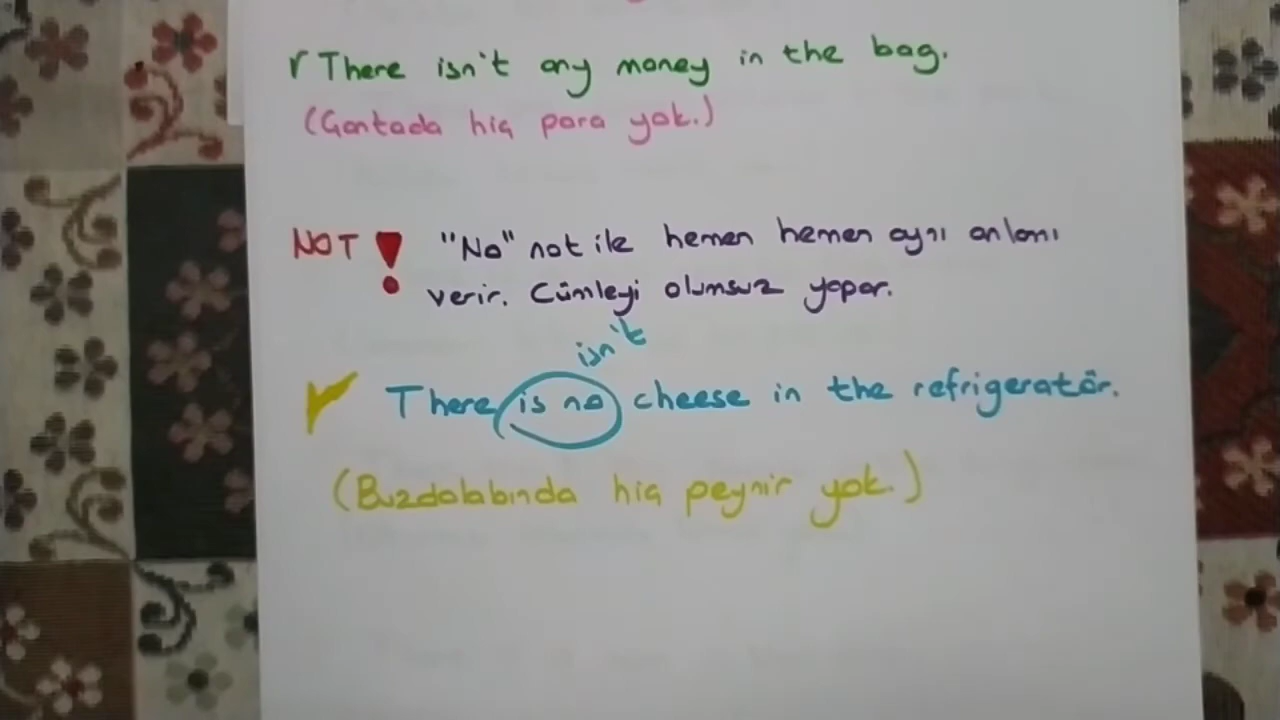 There isn't any money in the bag.
(Çantada hiç para yok.)
NOT ! "No" not ile hemen hemen aynı anlamı
verir. Cümleyi olumsuz yapar.
isn't
There is no cheese in the refrigeratör.
(Buzdolabında hiç peynir yok.)